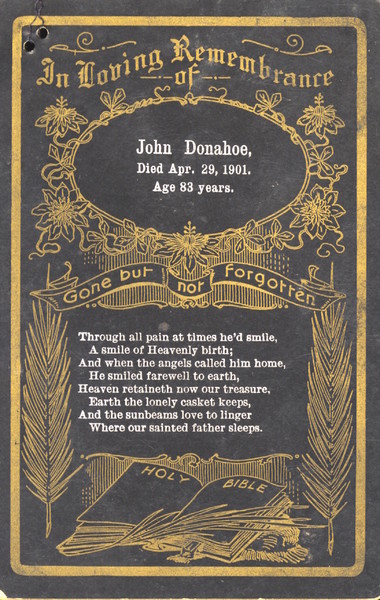 In Loving Remembrance
of
John Donahoe,
Died Apr. 29, 1901.
Age 83 years.
Gone but not forgotten
Through all pain at times he'd smile,
A smile of Heavenly birth;
And when the angels called him home,
He smiled farewell to earth,
Heaven retaineth now our treasure,
Earth the lonely casket keeps,
And the sunbeams love to linger
Where our sainted father sleeps.
HOLY BIBLE